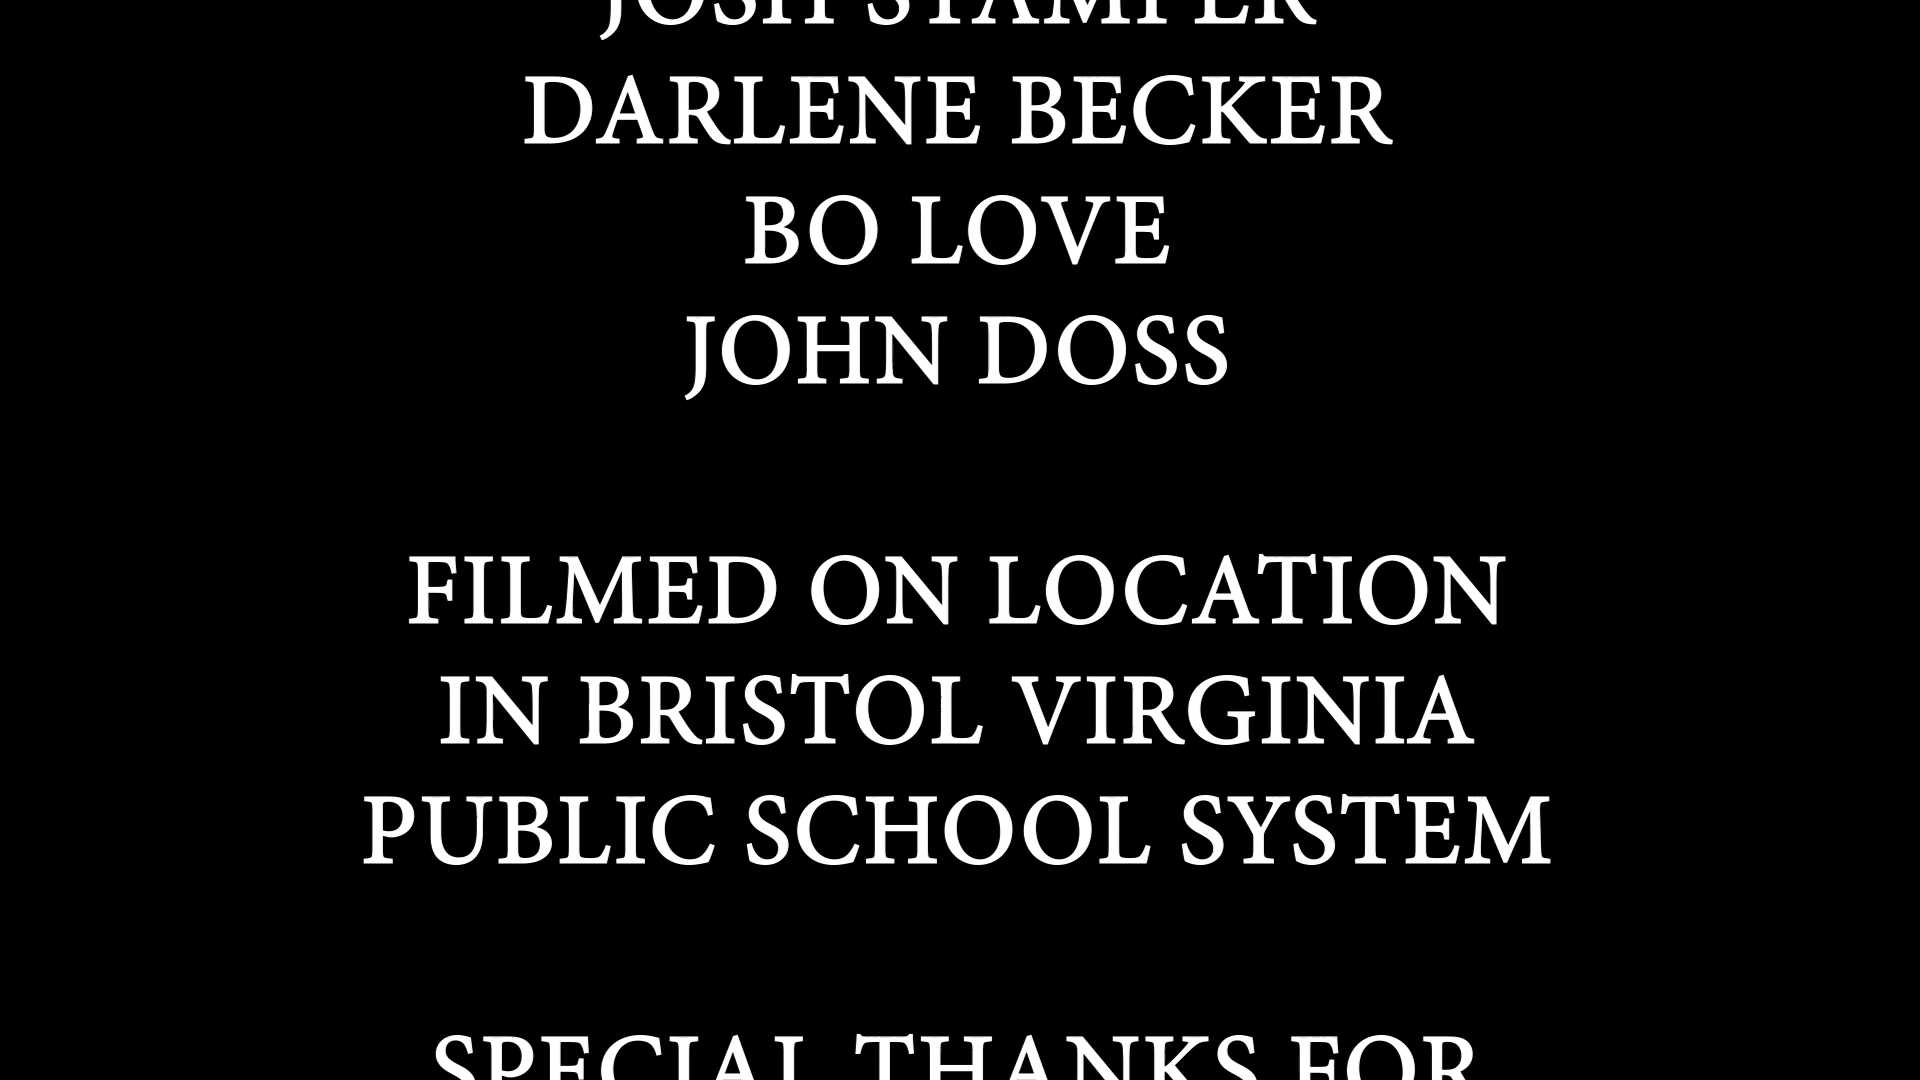 JOSH STAMPER
DARLENE BECKER
BO LOVE
JOHN DOSS
FILMED ON LOCATION
IN BRISTOL VIRGINIA
PUBLIC SCHOOL SYSTEM
SPECIAL THANKS FOR